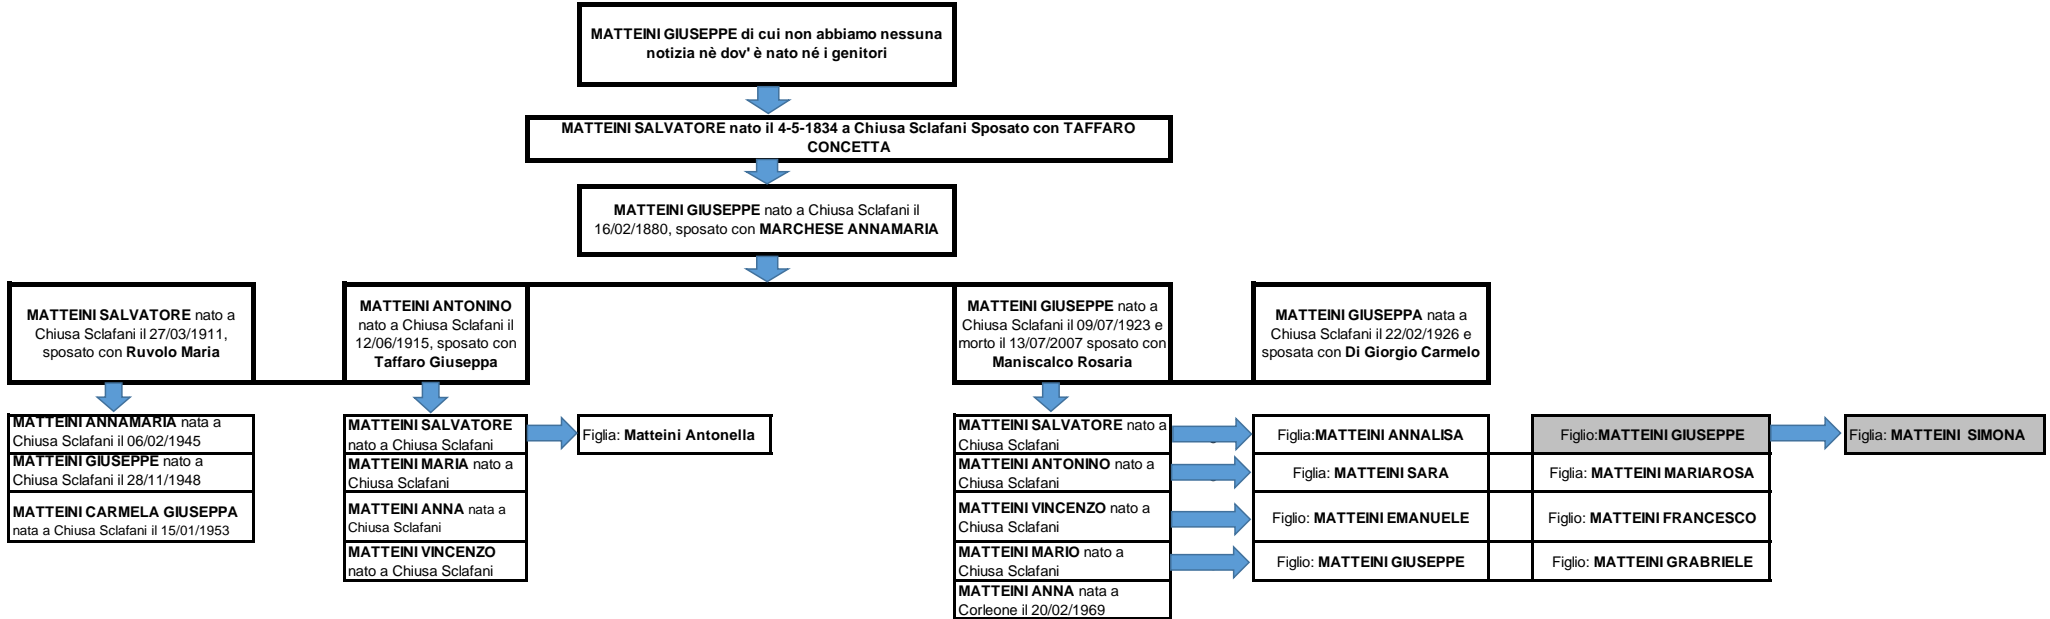 MATTEINI GIUSEPPE di cui non abbiamo nessuna
notizia nè dov' è nato né i genitori
MATTEINI SALVATORE nato il 4-5-1834 a Chiusa Sclafani Sposato con TAFFARO
CONCETTA
MATTEINI GIUSEPPE nato a Chiusa Sclafani il
16/02/1880, sposato con MARCHESE ANNAMARIA
MATTEINI SALVATORE nato a
Chiusa Sclafani il 27/03/1911,
sposato con Ruvolo Maria
MATTEINI ANTONINO
nato a Chiusa Sclafani il
12/06/1915, sposato con
Taffaro Giuseppa
MATTEINI GIUSEPPE nato a
Chiusa Sclafani il 09/07/1923 e
morto il 13/07/2007 sposato con
Maniscalco Rosaria
MATTEINI GIUSEPPA nata a
Chiusa Sclafani il 22/02/1926 e
sposata con Di Giorgio Carmelo
MATTEINI ANNAMARIA nata a
Chiusa Sclafani il 06/02/1945
MATTEINI GIUSEPPE nato a
Chiusa Sclafani il 28/11/1948
MATTEINI CARMELA GIUSEPPA
nata a Chiusa Sclafani il 15/01/1953
MATTEINI SALVATORE
nato a Chiusa Sclafani
MATTEINI MARIA nato a
Chiusa Sclafani
MATTEINI ANNA nata a
Chiusa Sclafani
MATTEINI VINCENZO
nato a Chiusa Sclafani
Figlia: Matteini Antonella
MATTEINI SALVATORE nato a
Chiusa Sclafani
MATTEINI ANTONINO nato a
Chiusa Sclafani
MATTEINI VINCENZO nato a
Chiusa Sclafani
MATTEINI MARIO nato a
Chiusa Sclafani
MATTEINI ANNA nata a
Corleone il 20/02/1969
Figlia:MATTEINI ANNALISA
Figlio:MATTEINI GIUSEPPE
Figlia: MATTEINI SIMONA
Figlia: MATTEINI SARA
Figlia: MATTEINI MARIAROSA
Figlio: MATTEINI EMANUELE
Figlio: MATTEINI FRANCESCO
Figlio: MATTEINI GIUSEPPE
Figlio: MATTEINI GRABRIELE